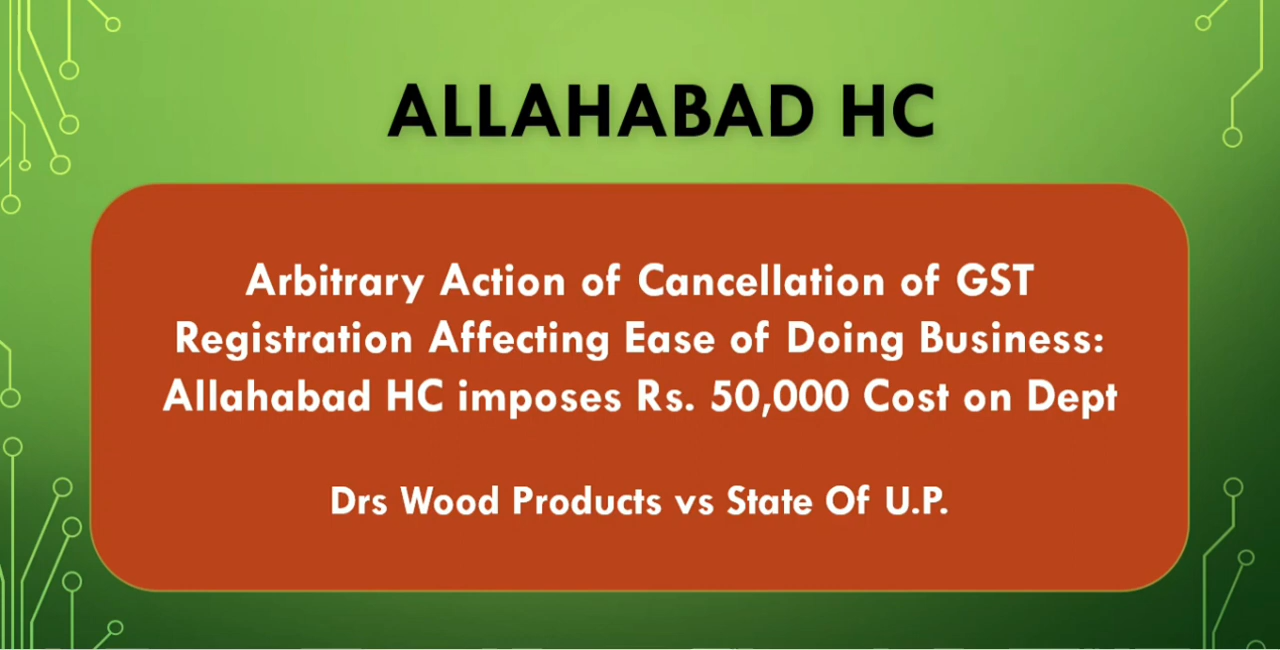 ALLAHABAD HC
Arbitrary Action of Cancellation of GST
Registration Affecting Ease of Doing Business:
Allahabad HC imposes Rs. 50,000 Cost on Dept
Drs Wood Products vs State Of U.P.